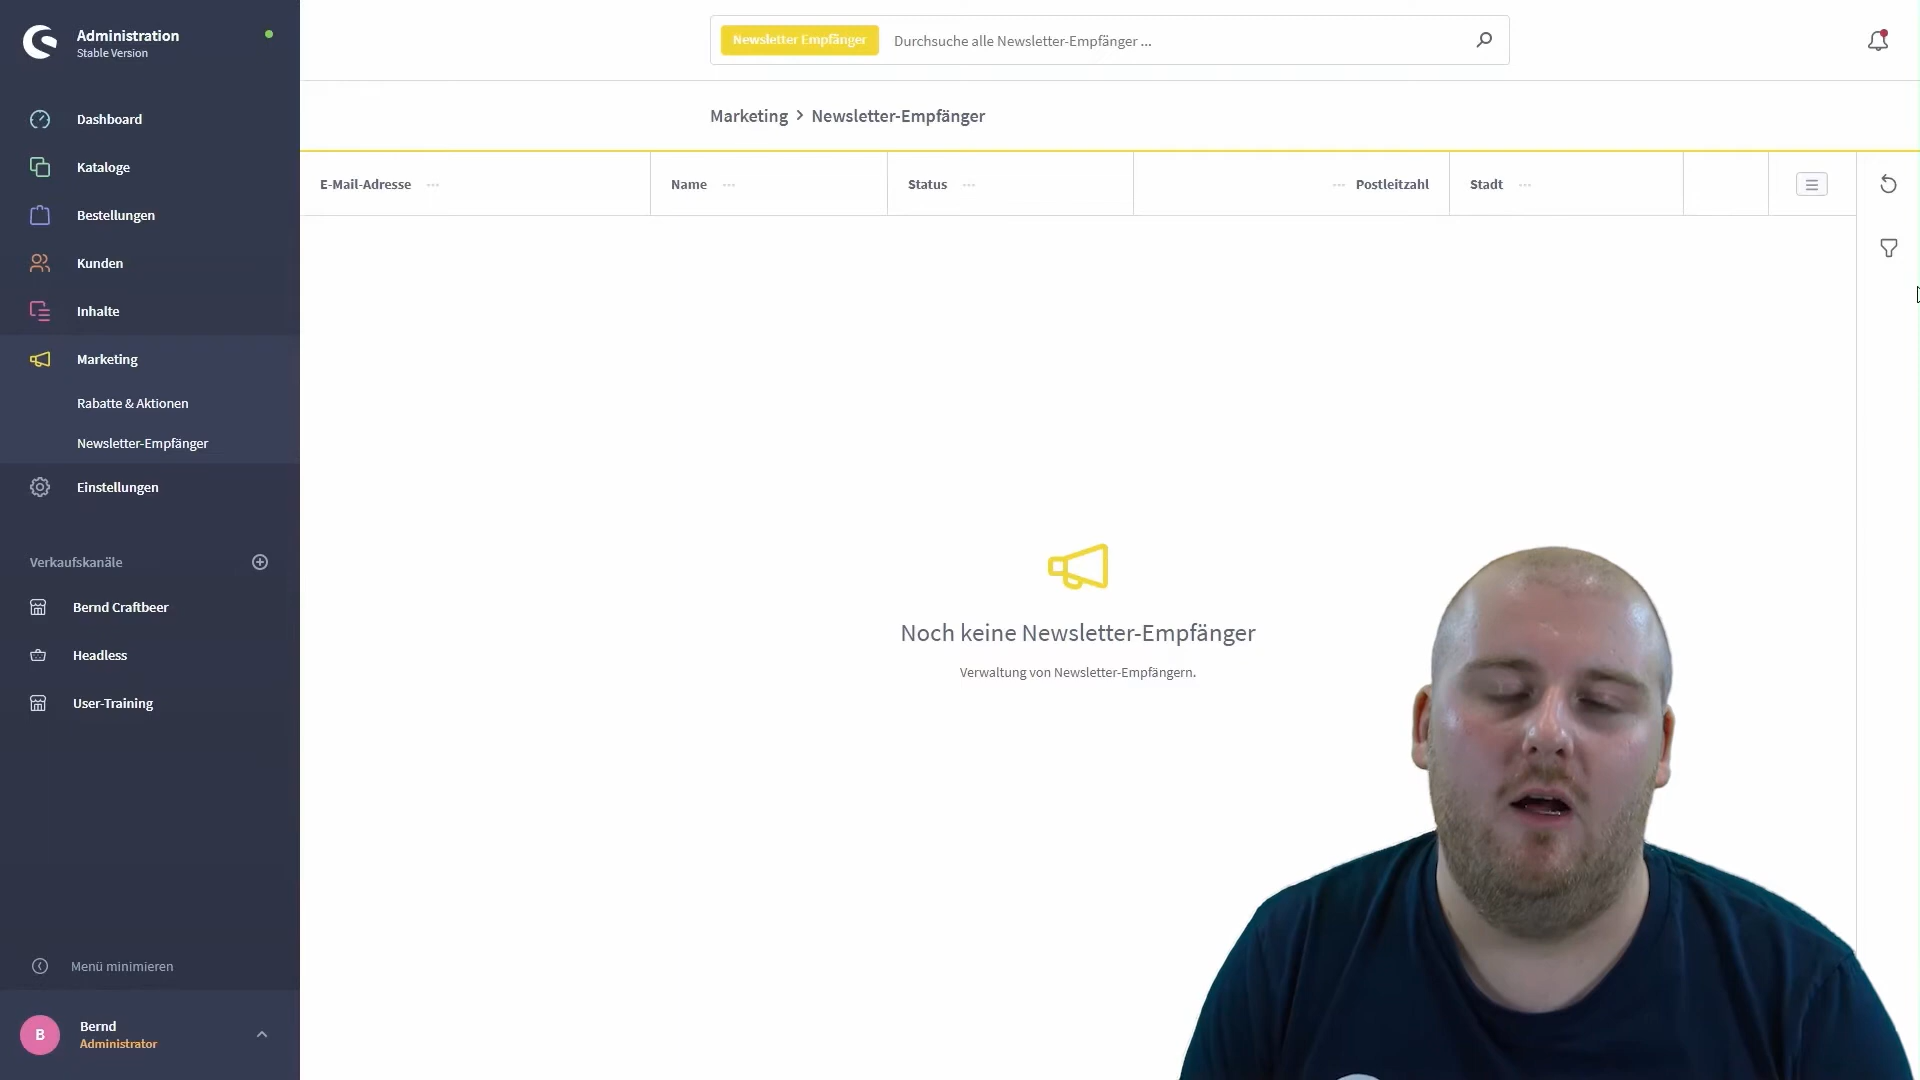 Administration
Stable Version
Newsletter Empfänger
Durchsuche alle Newsletter-Empfänger ...
Dashboard
Kataloge
Bestellungen
Kunden
Inhalte
Marketing
Rabatte & Aktionen
Newsletter-Empfänger
Einstellungen
Verkaufskanäle
Bernd Craftbeer
Headless
User-Training
Menü minimieren
B
Bernd
Administrator
Marketing > Newsletter-Empfänger
E-Mail-Adresse
Name
Status
Postleitzahl
Stadt
Noch keine Newsletter-Empfänger
Verwaltung von Newsletter-Empfängern.